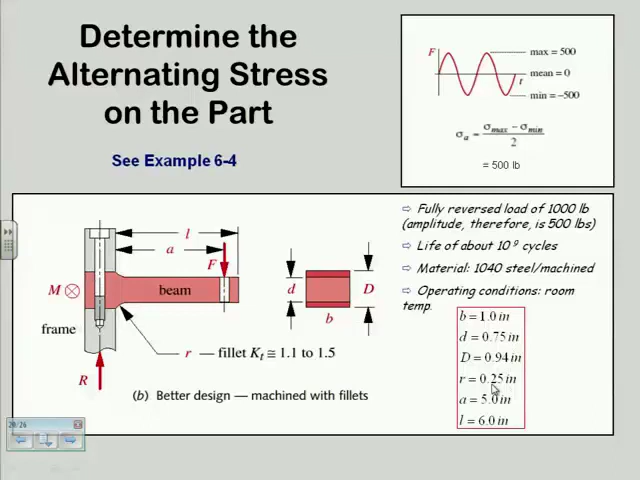 Determine the
Alternating Stress
on the Part
See Example 6-4
F
max = 500
mean = 0
t
min = –500
σa = σmax – σmin
2
= 500 lb
l
a
F
M
beam
d
D
b
frame
r — fillet Kt ≅ 1.1 to 1.5
R
(b) Better design — machined with fillets
⇨ Fully reversed load of 1000 lb
(amplitude, therefore, is 500 lbs)
⇨ Life of about 10 9 cycles
⇨ Material: 1040 steel/machined
⇨ Operating conditions: room
temp.
b = 1.0 in
d = 0.75 in
D = 0.94 in
r = 0.25 in
a = 5.0 in
l = 6.0 in
20/26